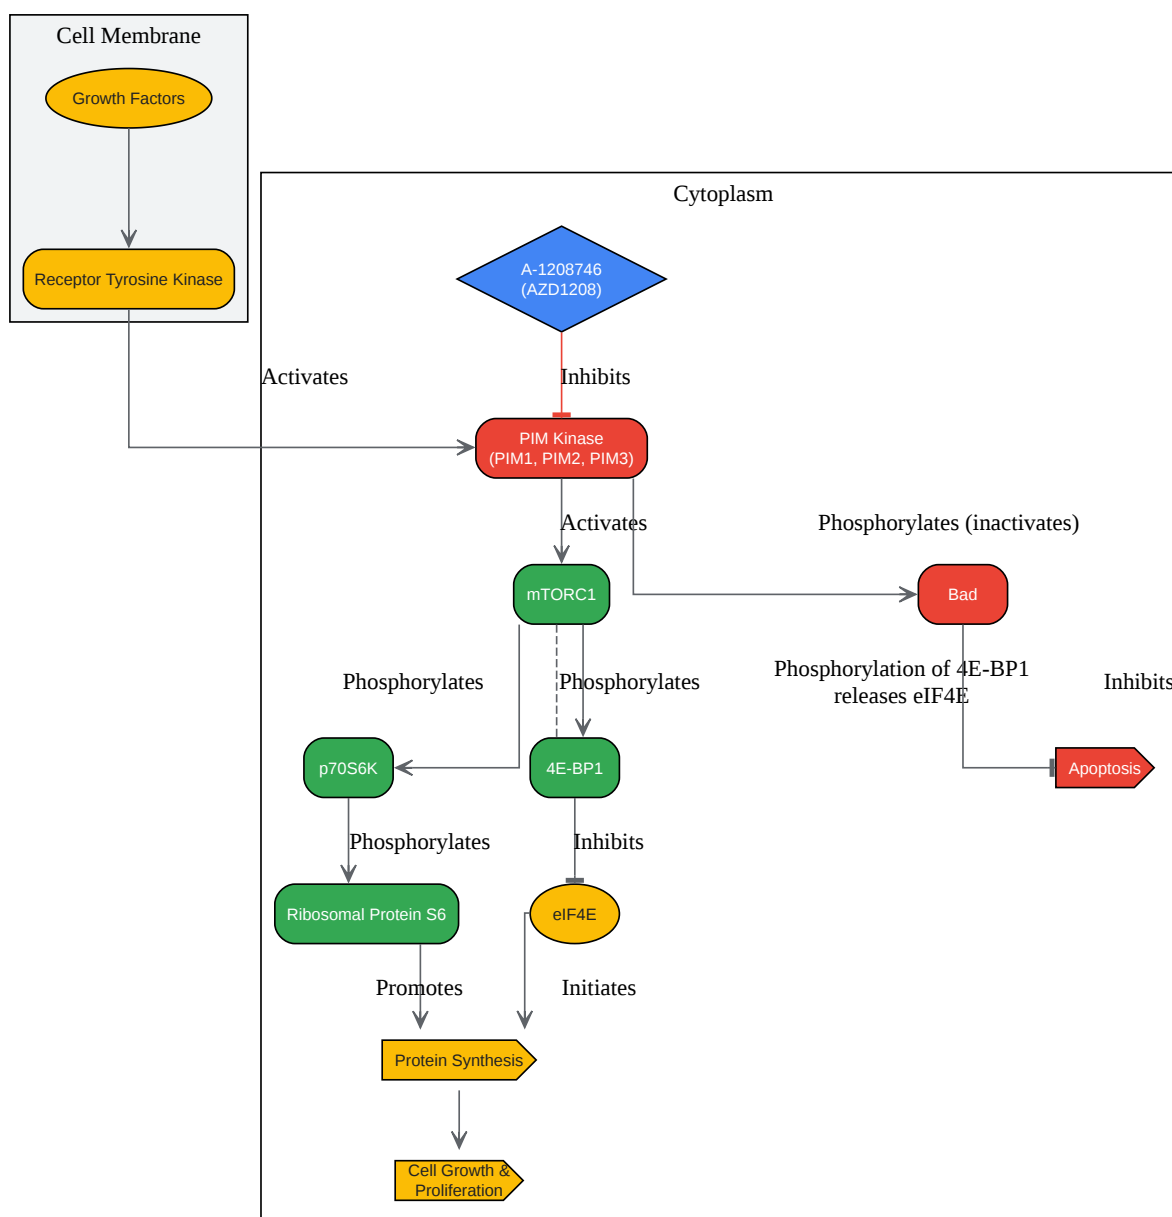 Cell Membrane
Growth Factors
Receptor Tyrosine Kinase
Cytoplasm
A-1208746
(AZD1208)
Activates
Inhibits
PIM Kinase
(PIM1, PIM2, PIM3)
Activates
Phosphorylates (inactivates)
mTORC1
Bad
Phosphorylates
Phosphorylates
Phosphorylation of 4E-BP1
releases eIF4E
Inhibits
p70S6K
4E-BP1
Apoptosis
Phosphorylates
Inhibits
Ribosomal Protein S6
eIF4E
Promotes
Initiates
Protein Synthesis
Cell Growth &
Proliferation